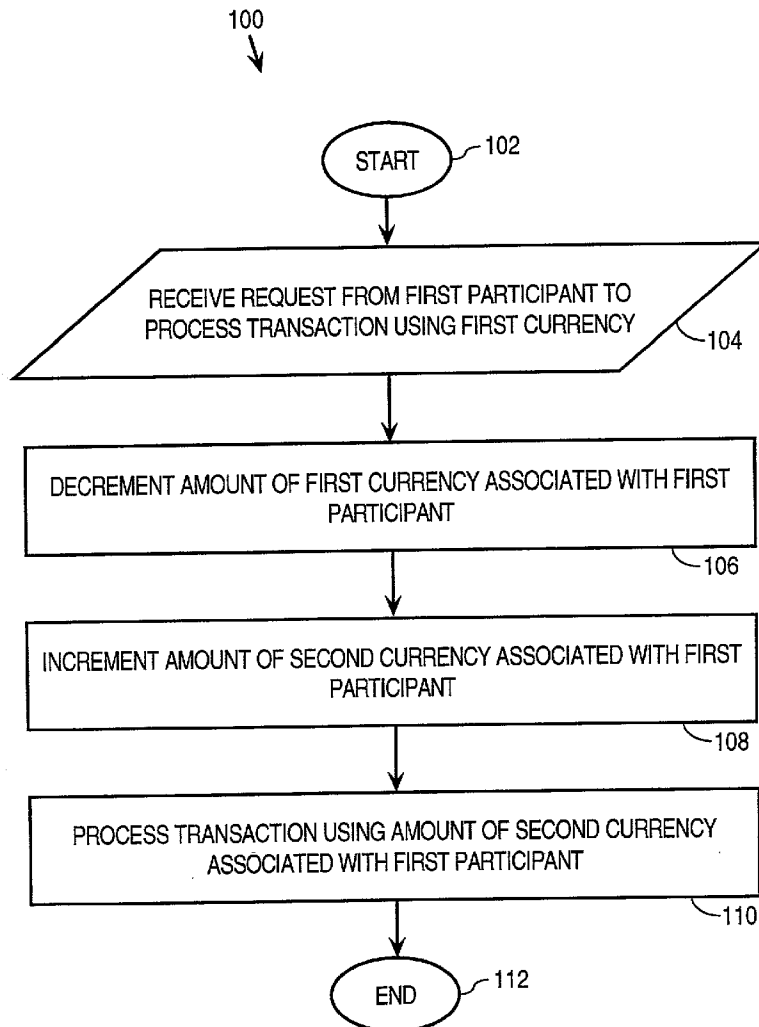 100
START
102
RECEIVE REQUEST FROM FIRST PARTICIPANT TO
PROCESS TRANSACTION USING FIRST CURRENCY
104
DECREMENT AMOUNT OF FIRST CURRENCY ASSOCIATED WITH FIRST
PARTICIPANT
106
INCREMENT AMOUNT OF SECOND CURRENCY ASSOCIATED WITH FIRST
PARTICIPANT
108
PROCESS TRANSACTION USING AMOUNT OF SECOND CURRENCY
ASSOCIATED WITH FIRST PARTICIPANT
110
END
112